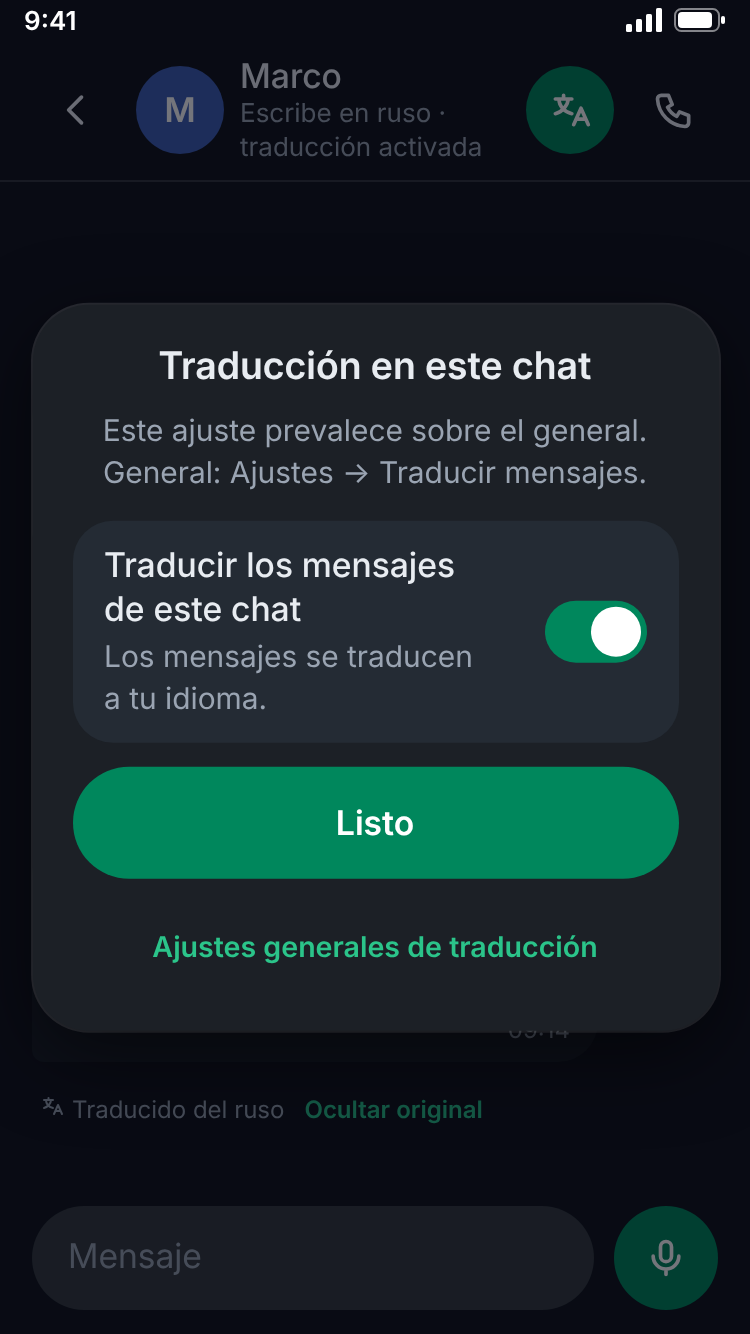 9:41
M
Marco
Escribe en ruso ·
traducción activada
Traducción en este chat
Este ajuste prevalece sobre el general.
General: Ajustes → Traducir mensajes.
Traducir los mensajes
de este chat
Los mensajes se traducen
a tu idioma.
Listo
Ajustes generales de traducción
09:14
Traducido del ruso Ocultar original
Mensaje